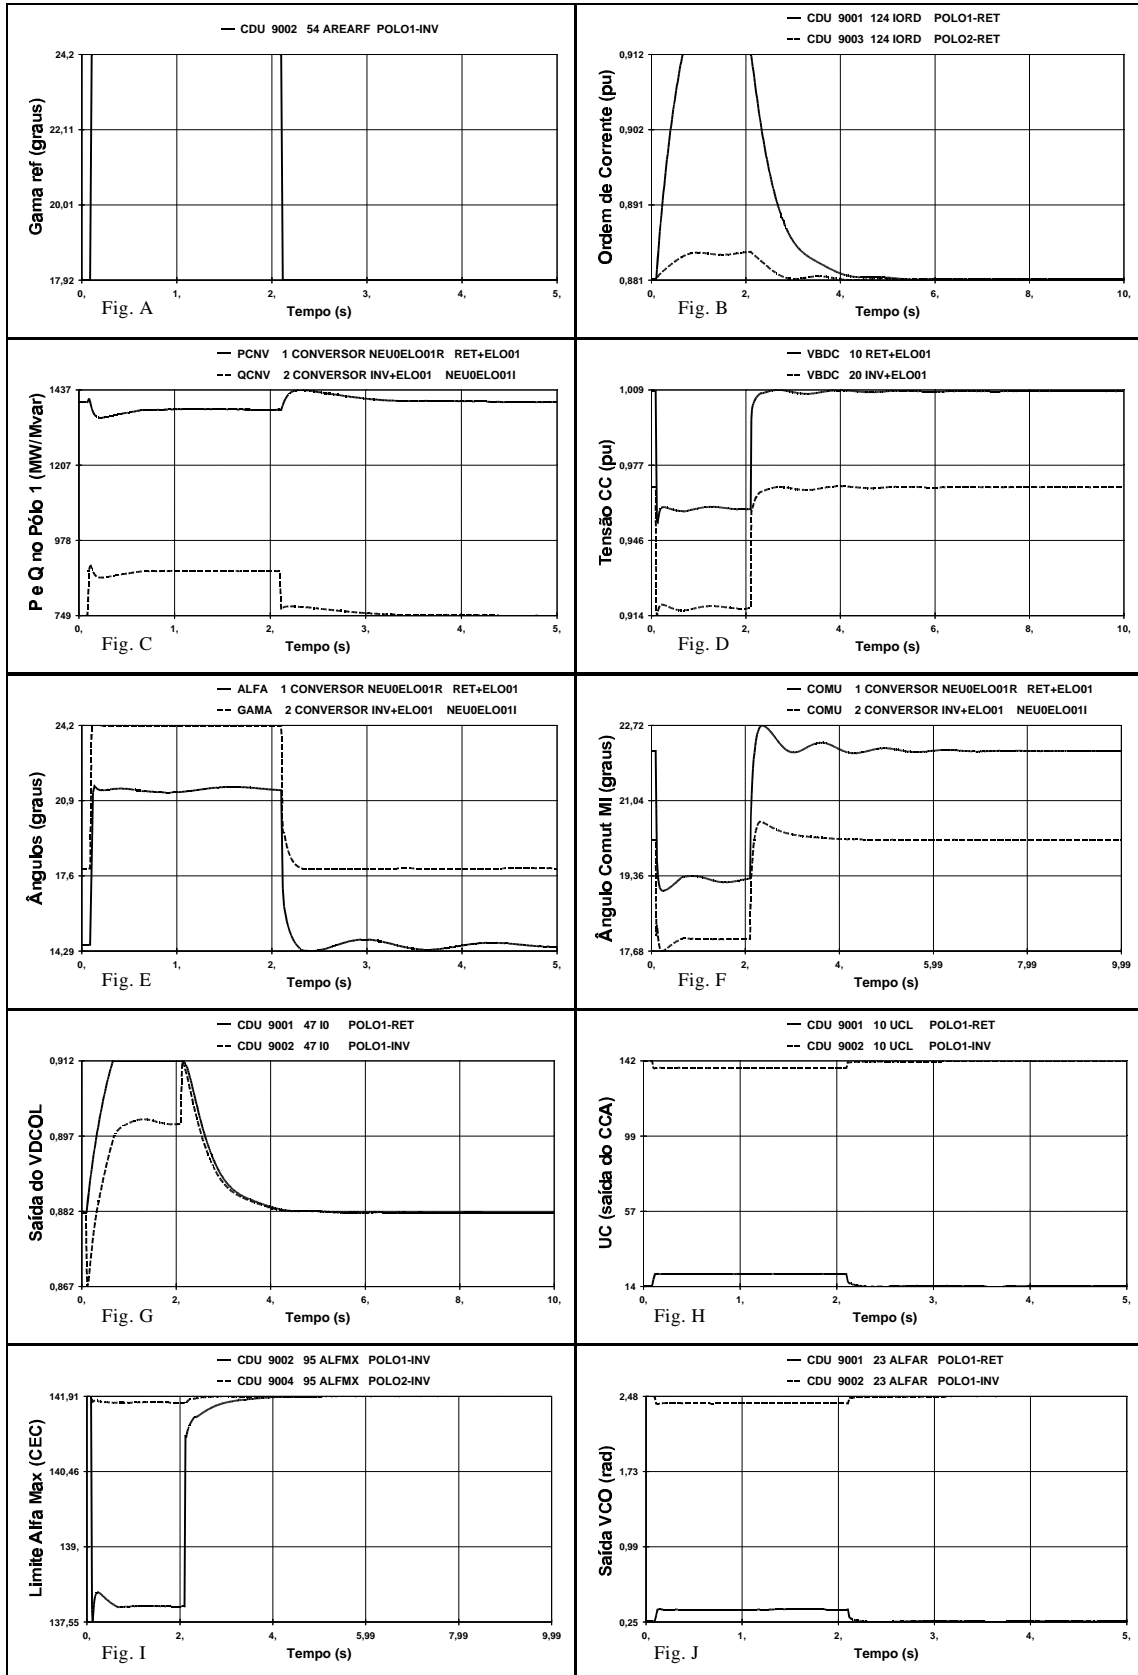 CDU 9002 54 AREARF POLO1-INV
24,2
22,11
20,01
17,92
Gama ref (graus)
0, 1, 2, 3, 4, 5,
Fig. A
Tempo (s)
CDU 9001 124 IORD POLO1-RET
CDU 9003 124 IORD POLO2-RET
0,912
0,902
0,891
0,881
Ordem de Corrente (pu)
0, 2, 4, 6, 8, 10,
Fig. B
Tempo (s)
PCNV 1 CONVERSOR NEU0ELO01R RET+ELO01
QCNV 2 CONVERSOR INV+ELO01 NEU0ELO01I
1437
1207
978
749
P e Q no Pólo 1 (MW/Mvar)
0, 1, 2, 3, 4, 5,
Fig. C
Tempo (s)
VBDC 10 RET+ELO01
VBDC 20 INV+ELO01
1,009
0,977
0,946
0,914
Tensão CC (pu)
0, 2, 4, 6, 8, 10,
Fig. D
Tempo (s)
ALFA 1 CONVERSOR NEU0ELO01R RET+ELO01
GAMA 2 CONVERSOR INV+ELO01 NEU0ELO01I
24,2
20,9
17,6
14,29
Ângulos (graus)
0, 1, 2, 3, 4, 5,
Fig. E
Tempo (s)
COMU 1 CONVERSOR NEU0ELO01R RET+ELO01
COMU 2 CONVERSOR INV+ELO01 NEU0ELO01I
22,72
21,04
19,36
17,68
Ângulo Comut MI (graus)
0, 2, 4, 5,99 7,99 9,99
Fig. F
Tempo (s)
CDU 9001 47 I0 POLO1-RET
CDU 9002 47 I0 POLO1-INV
0,912
0,897
0,882
0,867
Saída do VDCOL
0, 2, 4, 6, 8, 10,
Fig. G
Tempo (s)
CDU 9001 10 UCL POLO1-RET
CDU 9002 10 UCL POLO1-INV
142
99
57
14
UC (saída do CCA)
0, 1, 2, 3, 4, 5,
Fig. H
Tempo (s)
CDU 9002 95 ALFMX POLO1-INV
CDU 9004 95 ALFMX POLO2-INV
141,91
140,46
139,
137,55
Limite Alfa Max (CEC)
0, 2, 4, 5,99 7,99 9,99
Fig. I
Tempo (s)
CDU 9001 23 ALFAR POLO1-RET
CDU 9002 23 ALFAR POLO1-INV
2,48
1,73
0,99
0,25
Saída VCO (rad)
0, 1, 2, 3, 4, 5,
Fig. J
Tempo (s)